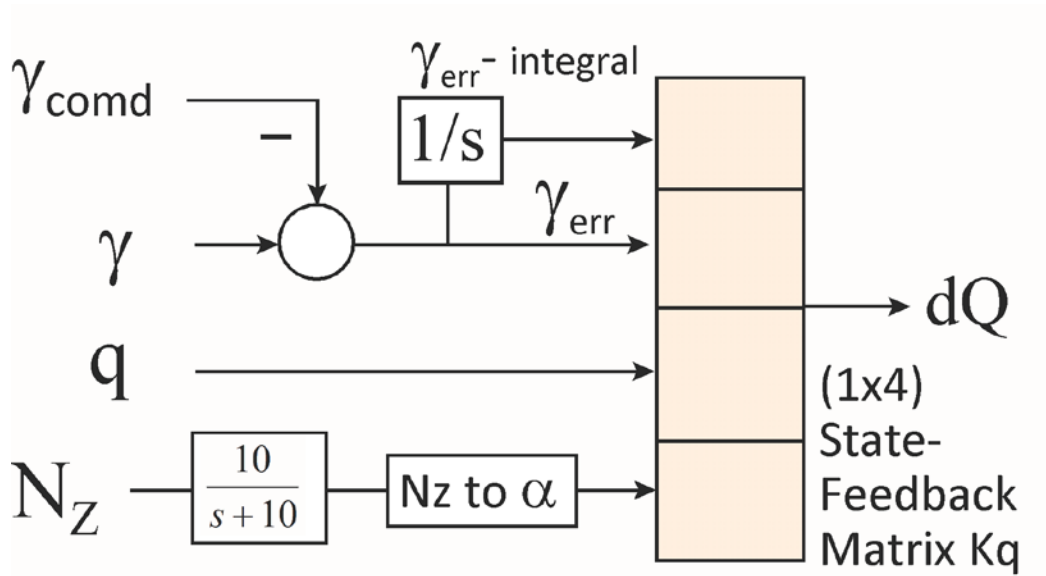 γerr- integral
γcomd
−
1/s
γerr
γ
dQ
q
(1x4)
State-
Feedback
Matrix Kq
NZ
10
s + 10
Nz to α